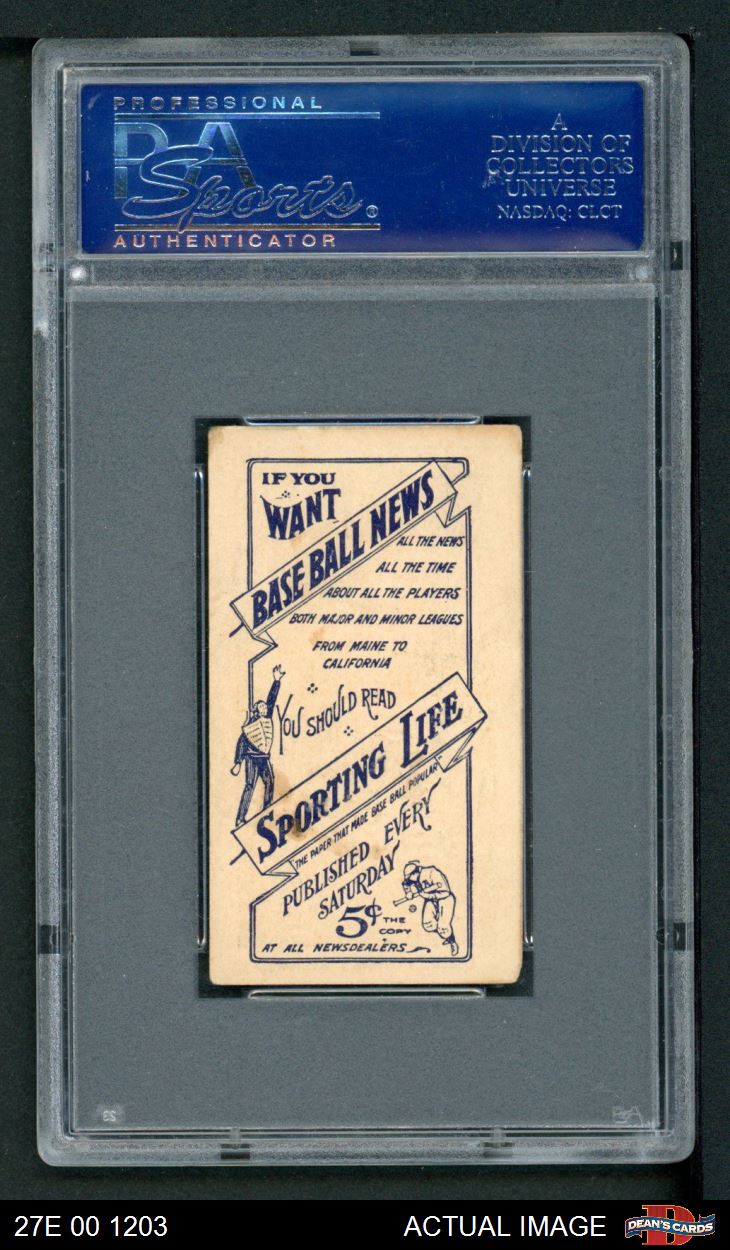 PROFESSIONAL
PSA
Sports®
AUTHENTICATOR
A
DIVISION OF
COLLECTORS
UNIVERSE
NASDAQ: CLCT
IF YOU
WANT
BASE BALL NEWS
ALL THE NEWS
ALL THE TIME
ABOUT ALL THE PLAYERS
BOTH MAJOR AND MINOR LEAGUES
FROM MAINE TO
CALIFORNIA
YOU SHOULD READ
SPORTING LIFE
THE PAPER THAT MADE BASE BALL POPULAR
PUBLISHED EVERY
SATURDAY
5¢ THE
COPY
AT ALL NEWSDEALERS
23
PSA
27E 00 1203
ACTUAL IMAGE
D
DEAN'S CARDS